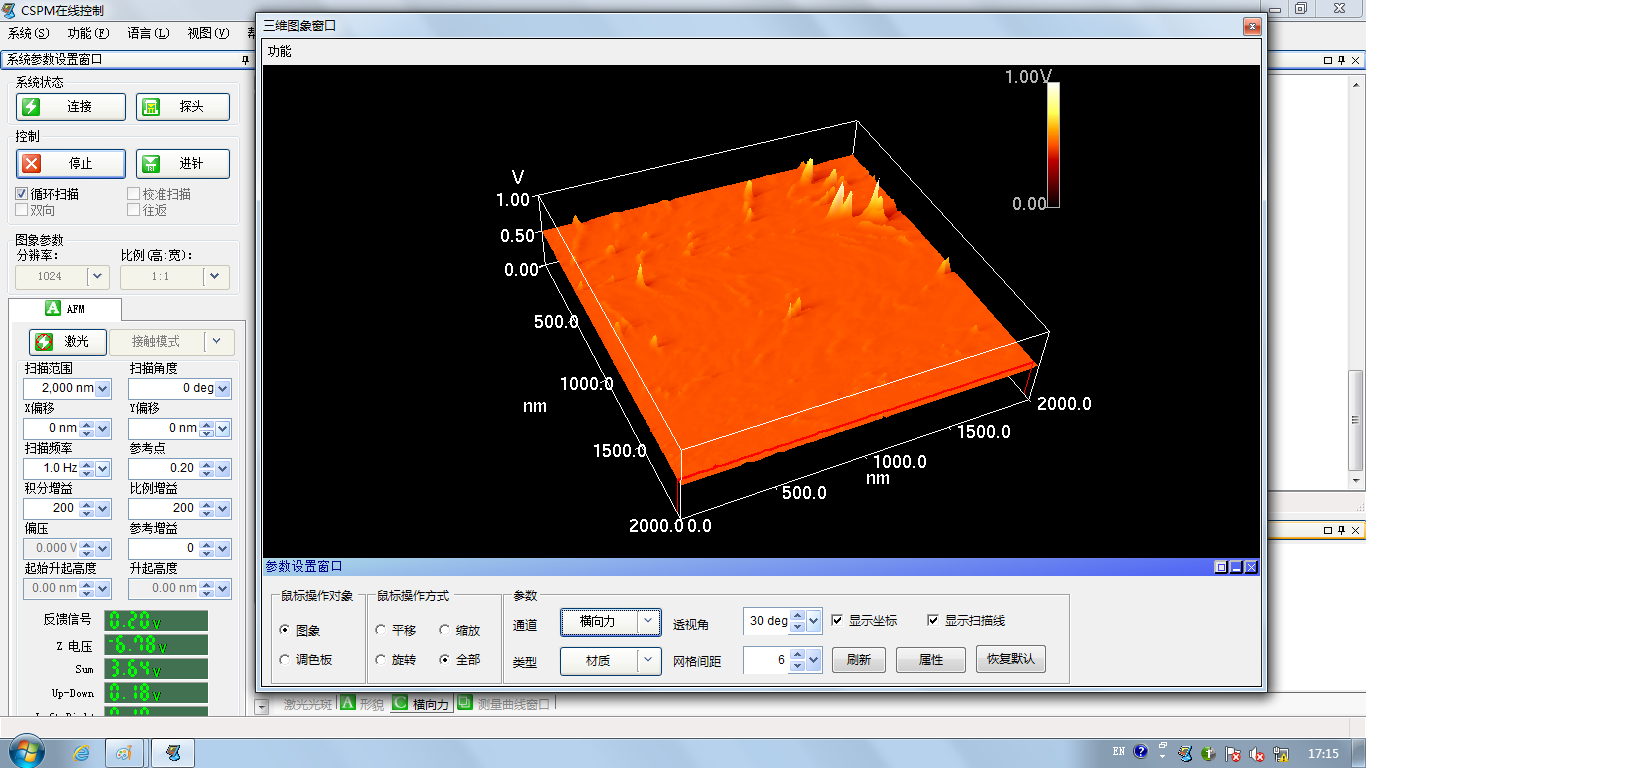 CSPM在线控制
系统(S) 功能(F) 语言(L) 视图(V) 帮
系统参数设置窗口
系统状态
连接 探头
控制
停止 进针
循环扫描 校准扫描
双向 往返
图象参数
分辨率: 比例(高:宽):
1024 1:1
AFM
激光 接触模式
扫描范围 扫描角度
2,000 nm 0 deg
X偏移 Y偏移
0 nm 0 nm
扫描频率 参考点
1.0 Hz 0.20
积分增益 比例增益
200 200
偏压 参考增益
0.000 V 0
起始升起高度 升起高度
0.00 nm 0.00 nm
反馈信号 0.20 V
Z 电压 -6.78 V
Sum 3.64 V
Up-Down 0.18 V
三维图象窗口
功能
1.00V
0.00
V
1.00
0.50
0.00
500.0
1000.0
nm
1500.0
2000.0
0.0
500.0
1000.0
nm
1500.0
2000.0
参数设置窗口
鼠标操作对象 鼠标操作方式 参数
图象 平移 缩放 通道 横向力 透视角 30 deg 显示坐标 显示扫描线
调色板 旋转 全部 类型 材质 网格间距 6 刷新 属性 恢复默认
激光光斑 A 形貌 C 横向力 测量曲线窗口
EN 17:15